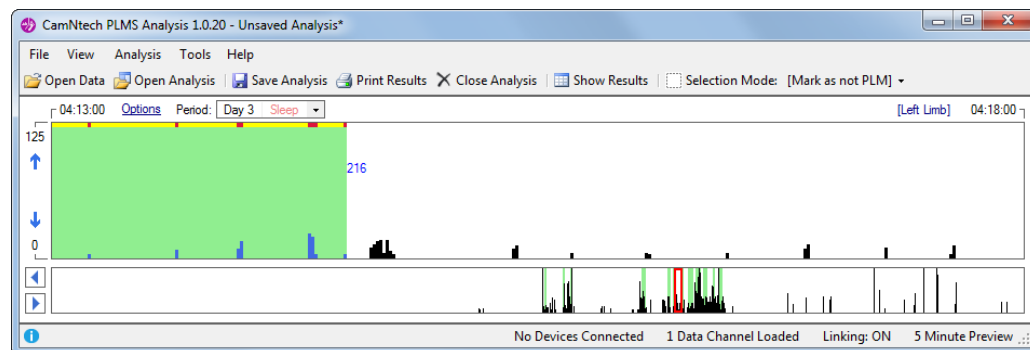 CamNtech PLMS Analysis 1.0.20 - Unsaved Analysis*
File View Analysis Tools Help
Open Data Open Analysis Save Analysis Print Results Close Analysis Show Results Selection Mode: [Mark as not PLM]
04:13:00 Options Period: Day 3 Sleep [Left Limb] 04:18:00
125
216
0
No Devices Connected 1 Data Channel Loaded Linking: ON 5 Minute Preview